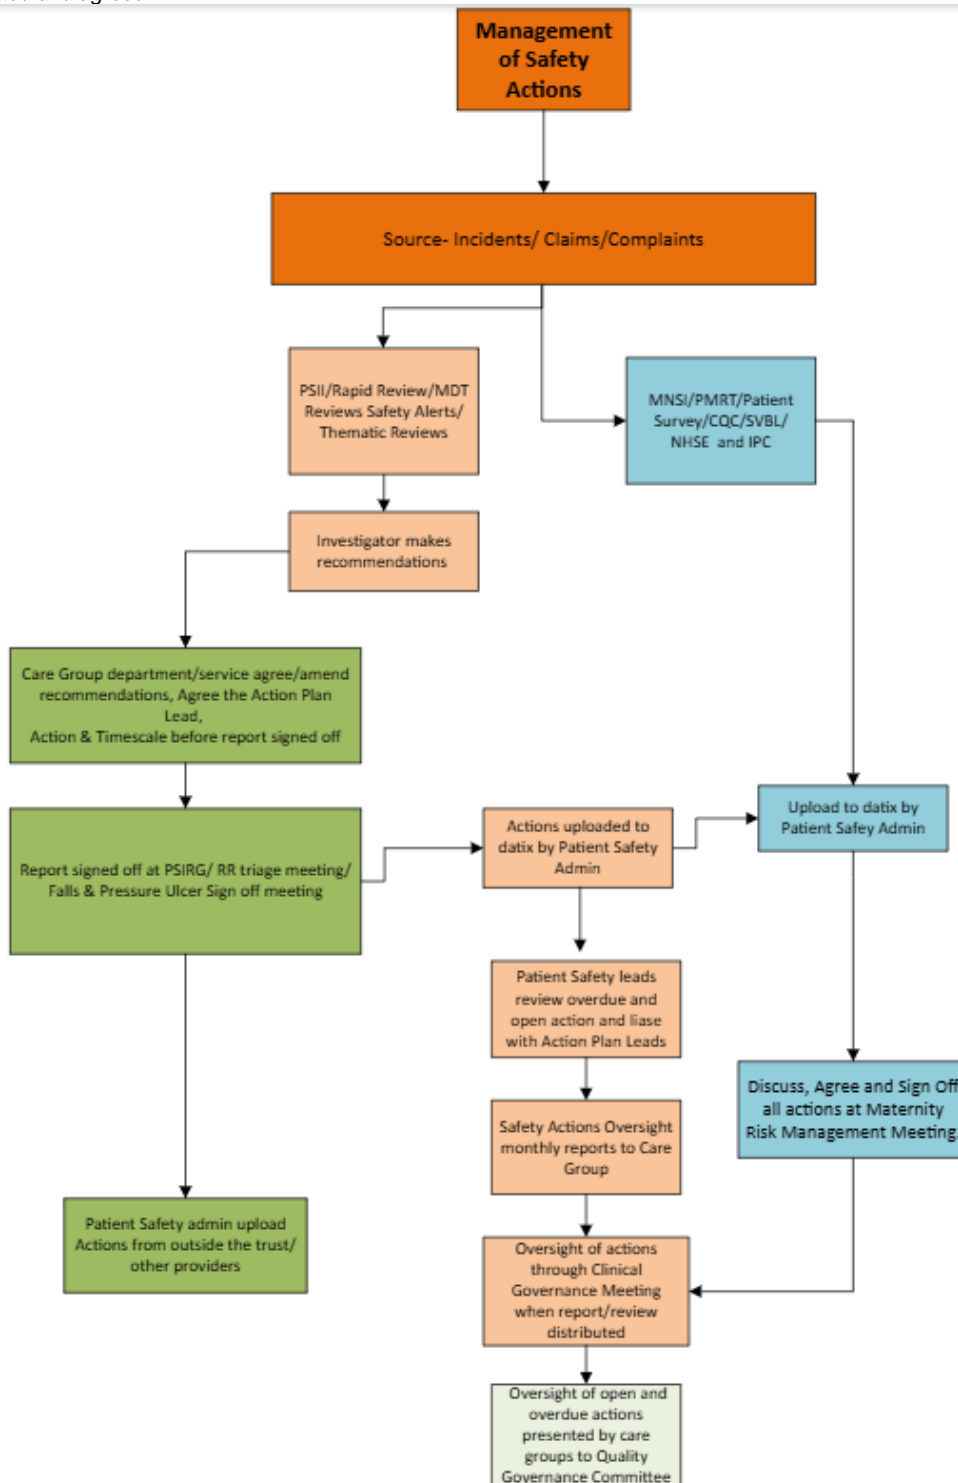 Management
of Safety
Actions
Source- Incidents/ Claims/Complaints
PSII/Rapid Review/MDT
Reviews Safety Alerts/
Thematic Reviews
MNSI/PMRT/Patient
Survey/CQC/SVBL/
NHSE and IPC
Investigator makes
recommendations
Care Group department/service agree/amend
recommendations, Agree the Action Plan
Lead,
Action & Timescale before report signed off
Report signed off at PSIRG/ RR triage meeting/
Falls & Pressure Ulcer Sign off meeting
Actions uploaded to
datix by Patient Safety
Admin
Upload to datix by
Patient Safey Admin
Patient Safety leads
review overdue and
open action and liase
with Action Plan Leads
Discuss, Agree and Sign Off
all actions at Maternity
Risk Management Meeting.
Safety Actions Oversight
monthly reports to Care
Group
Patient Safety admin upload
Actions from outside the trust/
other providers
Oversight of actions
through Clinical
Governance Meeting
when report/review
distributed
Oversight of open and
overdue actions
presented by care
groups to Quality
Governance Committee